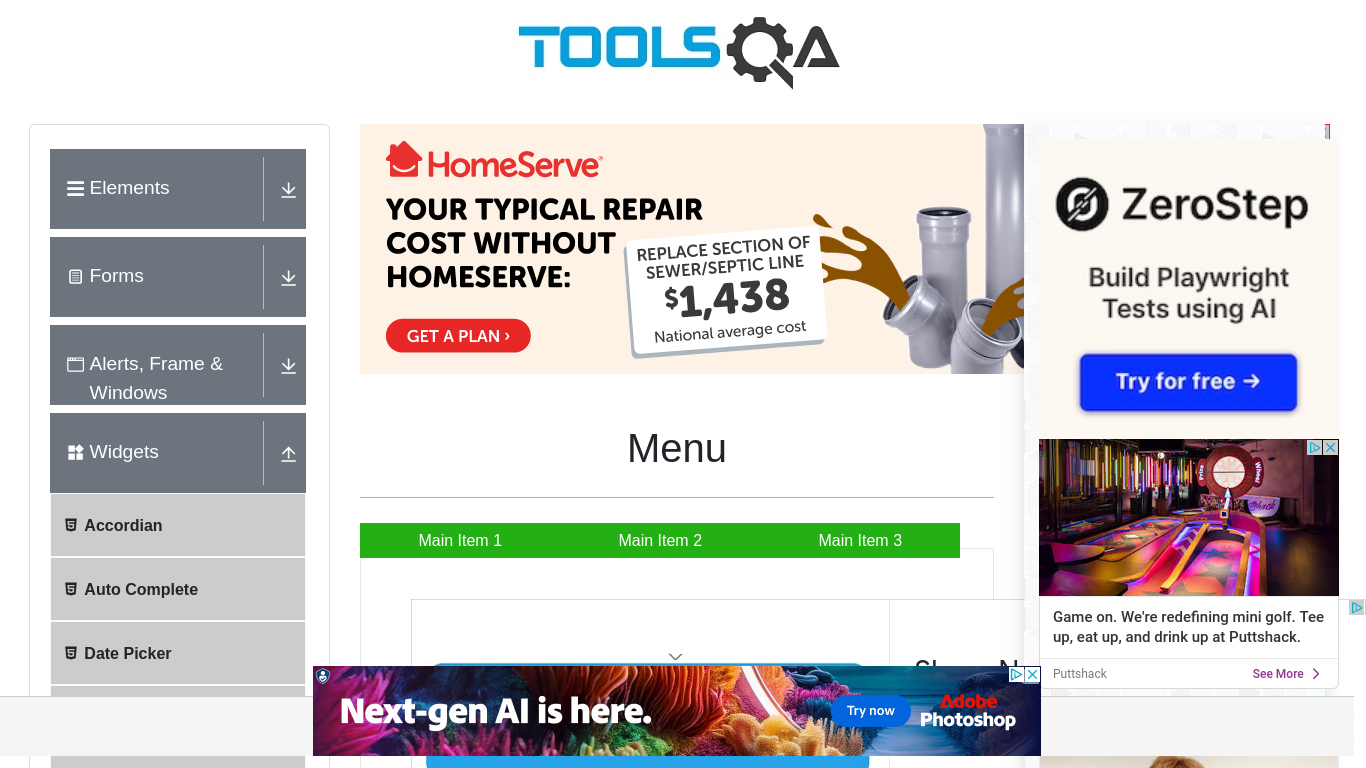 TOOLSQA
Elements
Forms
Alerts, Frame &
Windows
Widgets
Accordian
Auto Complete
Date Picker
HomeServe
YOUR TYPICAL REPAIR
COST WITHOUT
HOMESERVE:
GET A PLAN ›
REPLACE SECTION OF
SEWER/SEPTIC LINE
$1,438
National average cost
Menu
Main Item 1
Main Item 2
Main Item 3
ZeroStep
Build Playwright
Tests using AI
Try for free →
Game on. We're redefining mini golf. Tee
up, eat up, and drink up at Puttshack.
Puttshack
See More
Next-gen AI is here.
Try now
Adobe
Photoshop